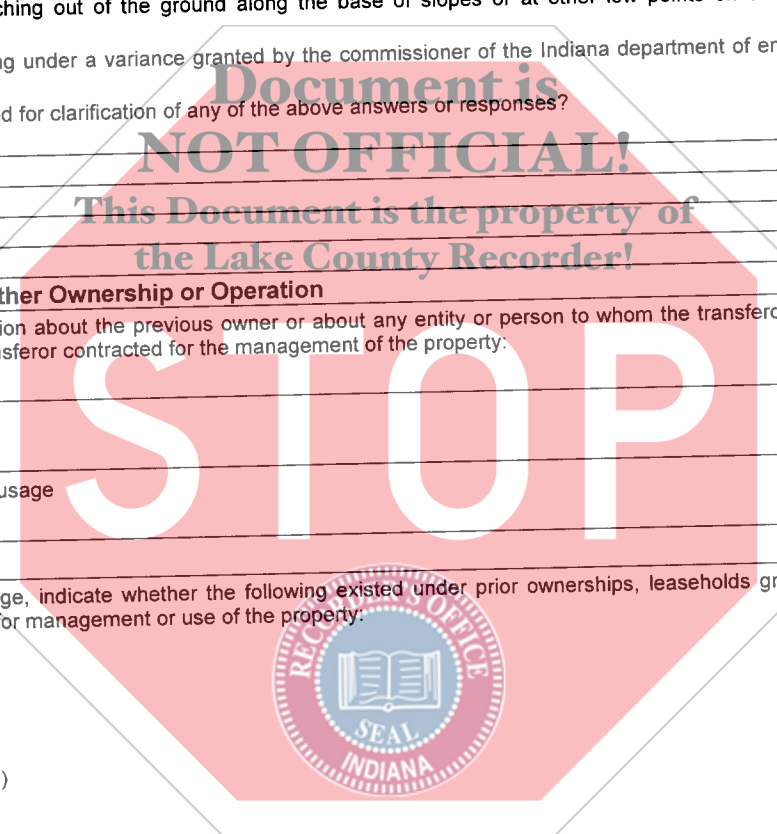 ching out of the ground along the base of slopes or at other low points on
ng under a variance granted by the commissioner of the Indiana department of en
Document is
d for clarification of any of the above answers or responses?
NOT OFFICIAL!
This Document is the property of
the Lake County Recorder!
ther Ownership or Operation
ion about the previous owner or about any entity or person to whom the transfero
sferor contracted for the management of the property:
STOP
usage
ge, indicate whether the following existed under prior ownerships, leaseholds gr
for management or use of the property:
RECORDER'S OFFICE
SEAL
INDIANA
)